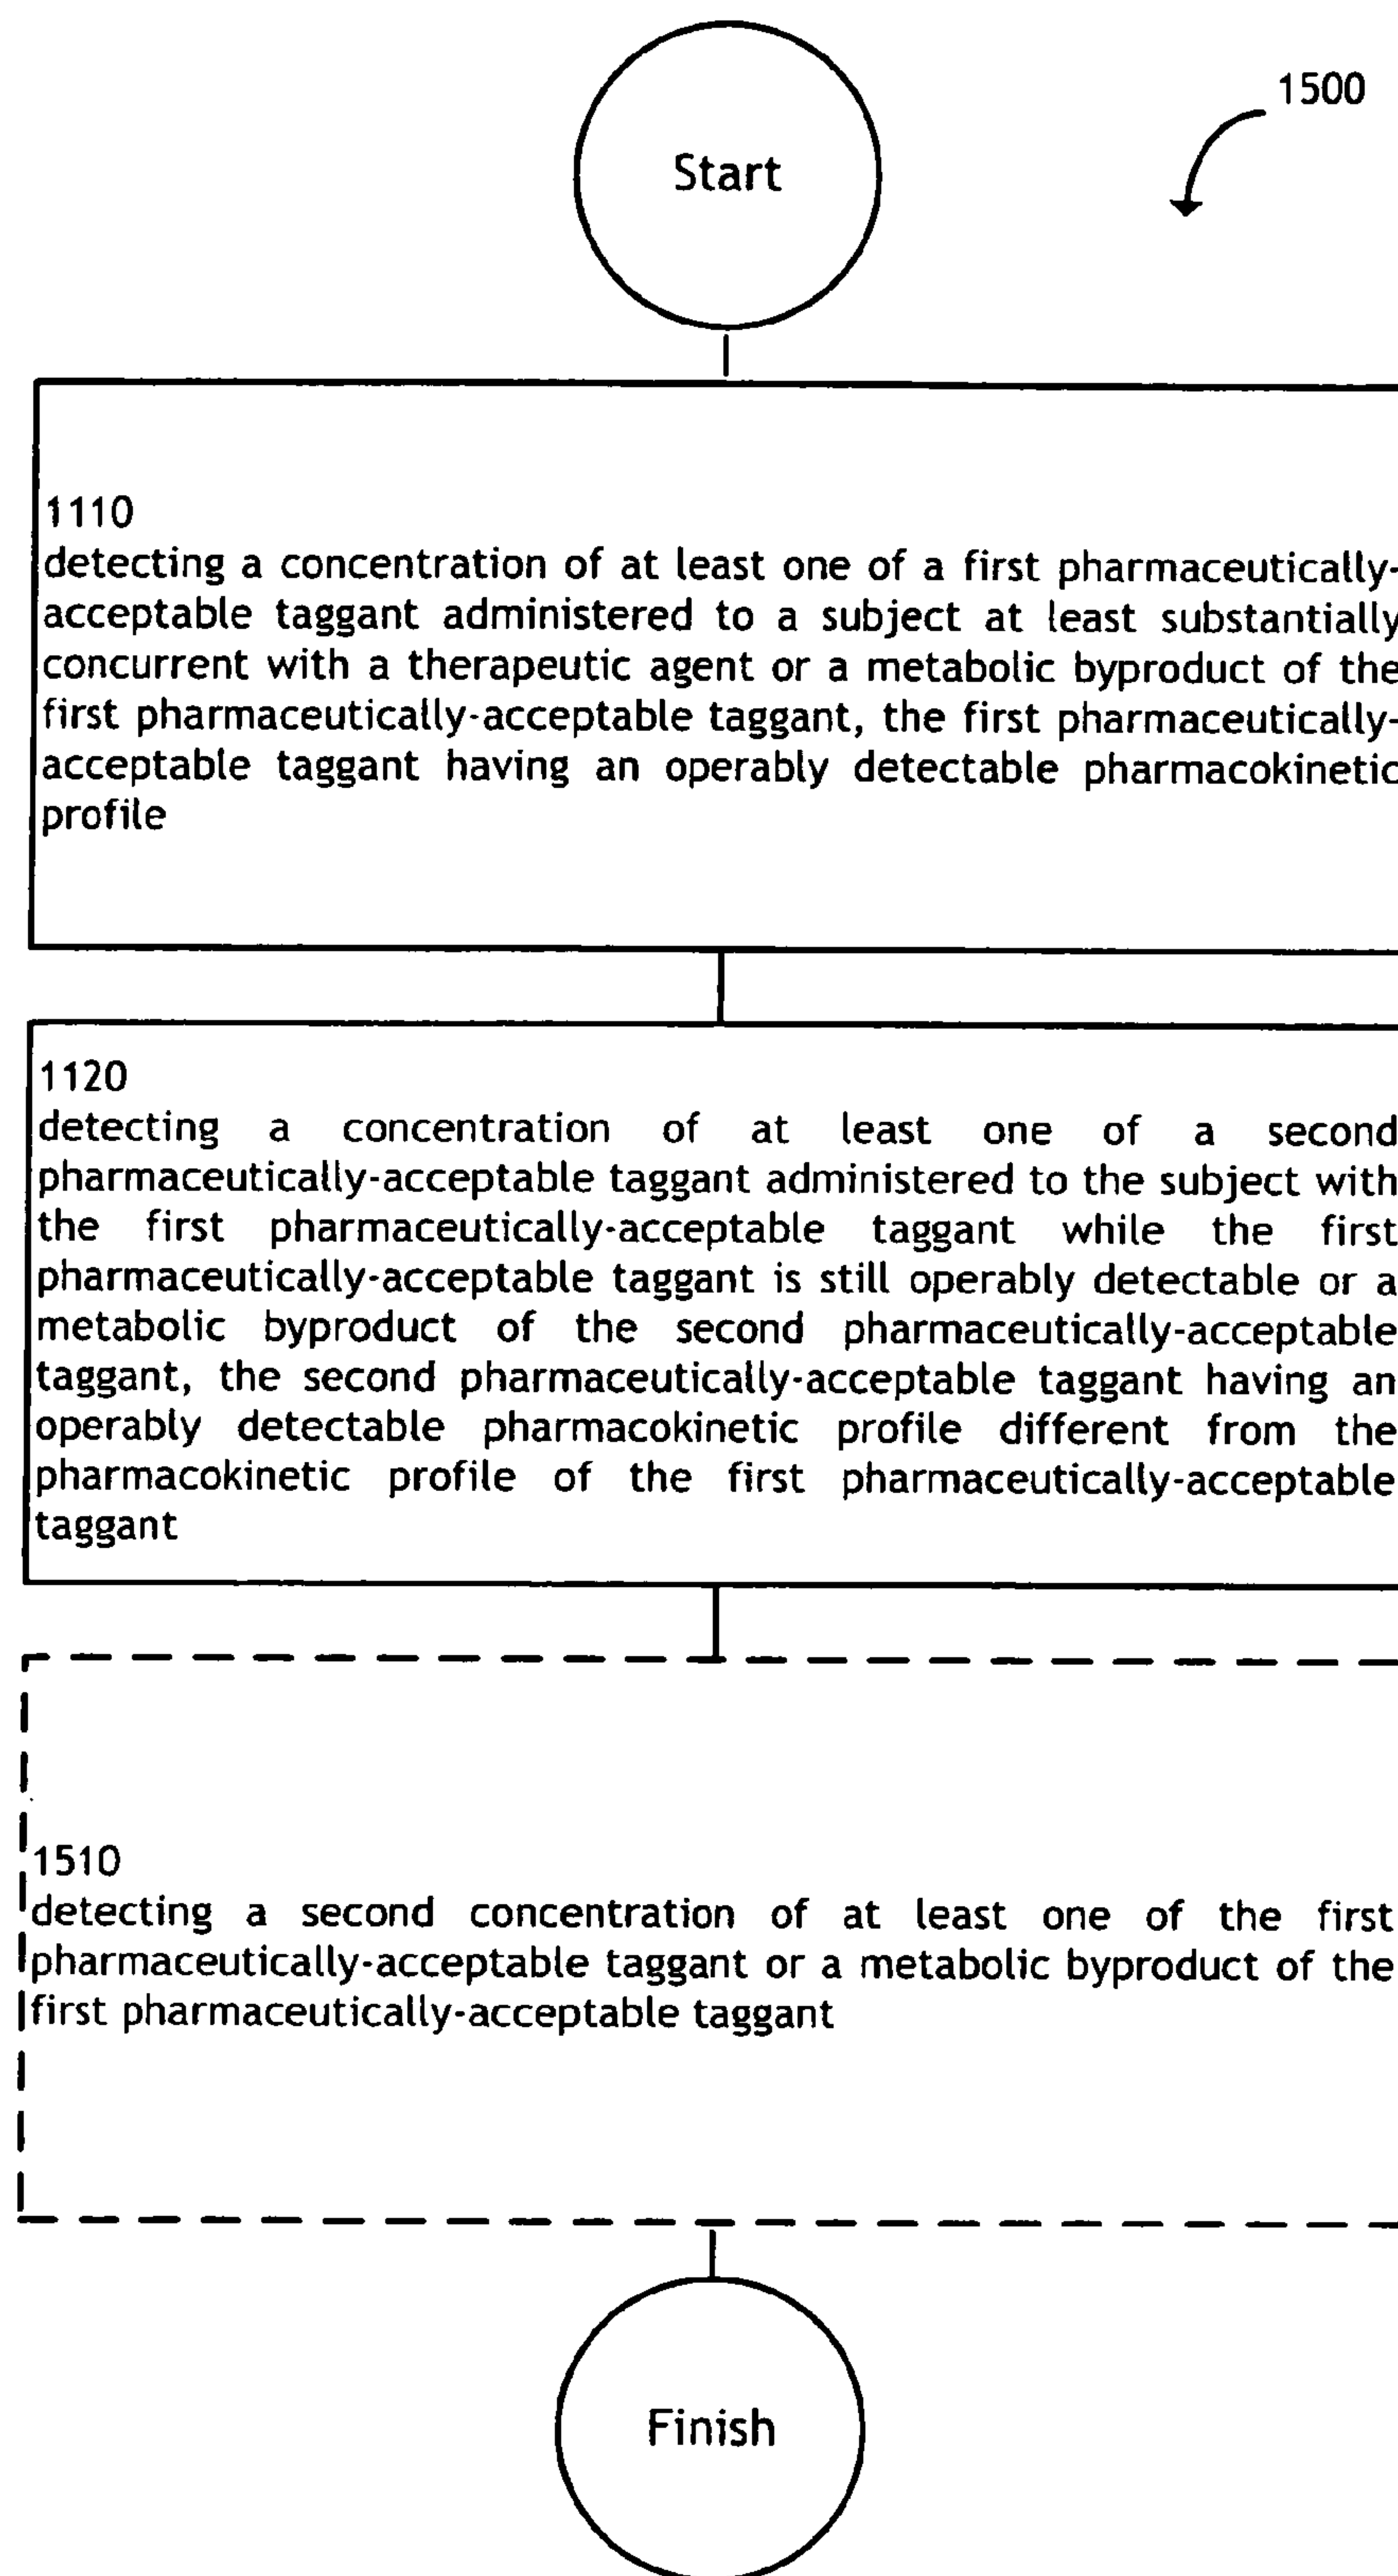 Start
1500
1110
detecting a concentration of at least one of a first pharmaceutically-
acceptable taggant administered to a subject at least substantially
concurrent with a therapeutic agent or a metabolic byproduct of the
first pharmaceutically-acceptable taggant, the first pharmaceutically-
acceptable taggant having an operably detectable pharmacokinetic
profile
1120
detecting a concentration of at least one of a second
pharmaceutically-acceptable taggant administered to the subject with
the first pharmaceutically-acceptable taggant while the first
pharmaceutically-acceptable taggant is still operably detectable or a
metabolic byproduct of the second pharmaceutically-acceptable
taggant, the second pharmaceutically-acceptable taggant having an
operably detectable pharmacokinetic profile different from the
pharmacokinetic profile of the first pharmaceutically-acceptable
taggant
1510
detecting a second concentration of at least one of the first
pharmaceutically-acceptable taggant or a metabolic byproduct of the
first pharmaceutically-acceptable taggant
Finish